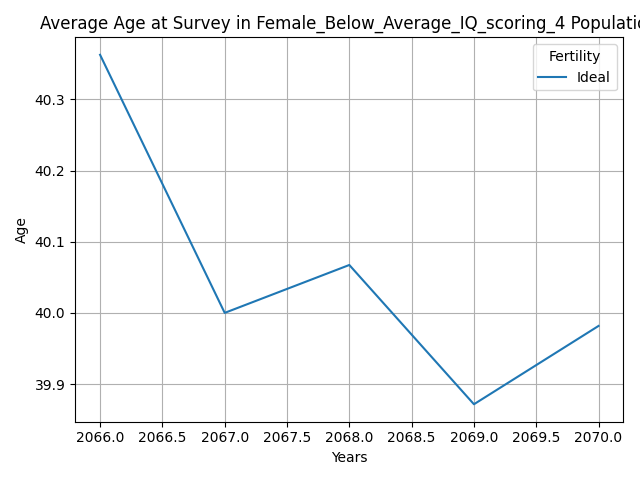 Average Age at Survey in Female_Below_Average_IQ_scoring_4 Populatio
Fertility
Ideal
40.3
40.2
40.1
40.0
39.9
Age
2066.0 2066.5 2067.0 2067.5 2068.0 2068.5 2069.0 2069.5 2070.0
Years